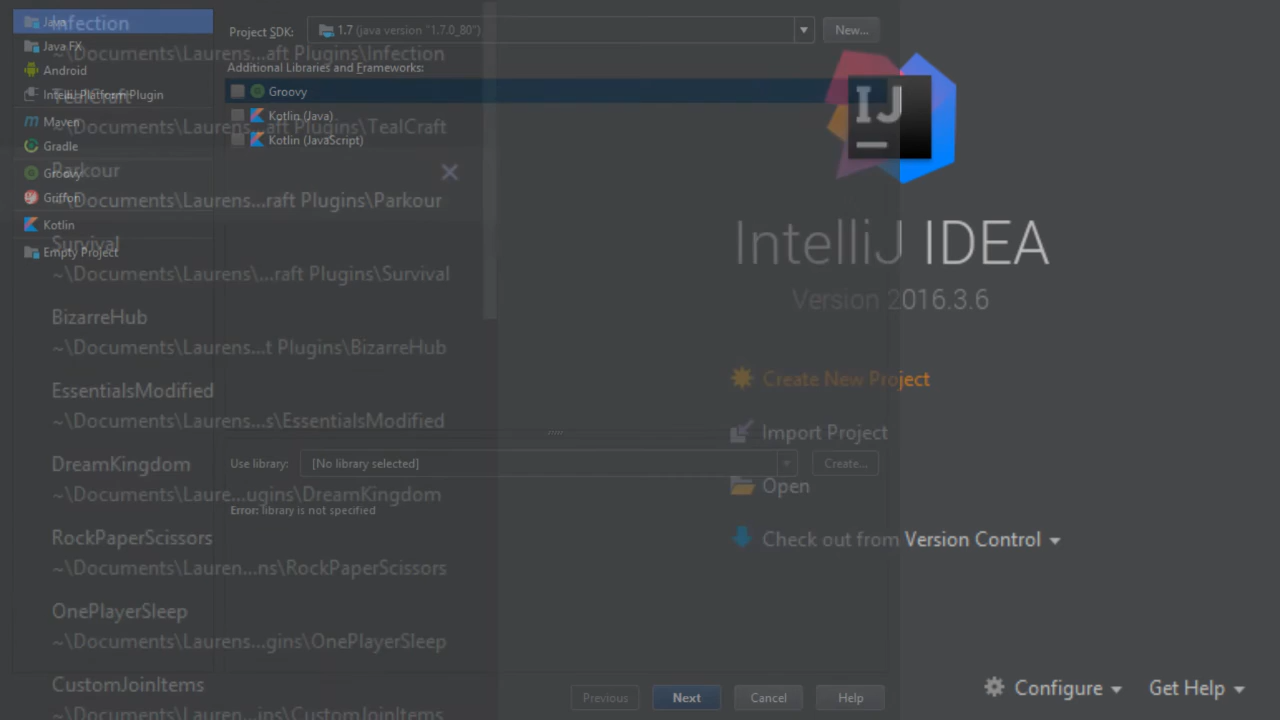 Java
Java FX
Android
IntelliJ Platform Plugin
Maven
Gradle
Groovy
Griffon
Kotlin
Empty Project
Project SDK:
1.7 (java version "1.7.0_80")
New...
Additional Libraries and Frameworks:
Groovy
Kotlin (Java)
Kotlin (JavaScript)
Use library:
[No library selected]
Create...
Error: library is not specified
Previous
Next
Cancel
Help
Infection
~\Documents\Laurens...aft Plugins\Infection
TealCraft
~\Documents\Laurens...aft Plugins\TealCraft
Parkour
~\Documents\Laurens...raft Plugins\Parkour
Survival
~\Documents\Laurens\...raft Plugins\Survival
BizarreHub
~\Documents\Laurens...t Plugins\BizarreHub
EssentialsModified
~\Documents\Laurens...s\EssentialsModified
DreamKingdom
~\Documents\Laure...ugins\DreamKingdom
RockPaperScissors
~\Documents\Lauren...ns\RockPaperScissors
OnePlayerSleep
~\Documents\Laurens...gins\OnePlayerSleep
CustomJoinItems
~\Documents\Laurens...ins\CustomJoinItems
IJ
IntelliJ IDEA
Version 2016.3.6
Create New Project
Import Project
Open
Check out from Version Control
Configure
Get Help